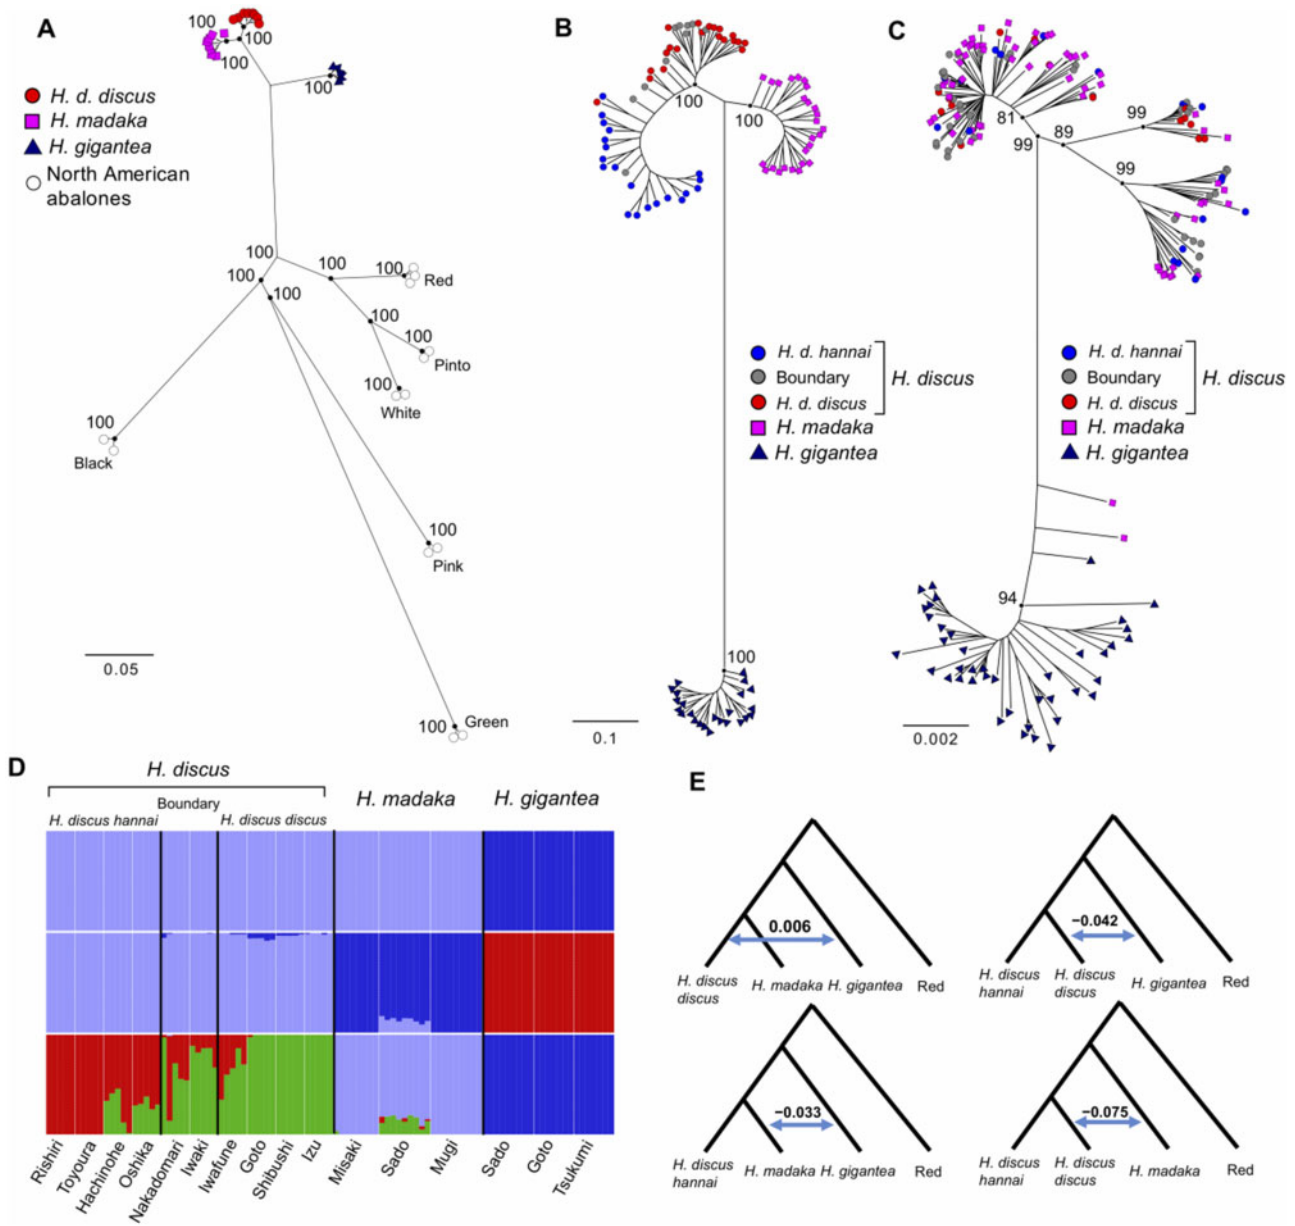 A
100
100
100
100
H. d. discus
H. madaka
H. gigantea
North American
abalones
100
100
100
100
100
Red
100
100
Pinto
100
White
100
Black
100
Pink
100
Green
0.05
B
100
100
H. d. hannai
Boundary
H. d. discus
H. discus
H. madaka
H. gigantea
100
0.1
C
81
99
89
99
99
H. d. hannai
Boundary
H. d. discus
H. discus
H. madaka
H. gigantea
94
0.002
D
H. discus
Boundary
H. discus hannai
H. discus discus
H. madaka
H. gigantea
Rishiri
Toyoura
Hachinohe
Oshika
Nakadomari
Iwaki
Iwafune
Goto
Shibushi
Izu
Misaki
Sado
Mugi
Sado
Goto
Tsukumi
E
0.006
H. discus
discus
H. madaka
H. gigantea
Red
−0.042
H. discus
hannai
H. discus
discus
H. gigantea
Red
−0.033
H. discus
hannai
H. madaka
H. gigantea
Red
−0.075
H. discus
hannai
H. discus
discus
H. madaka
Red